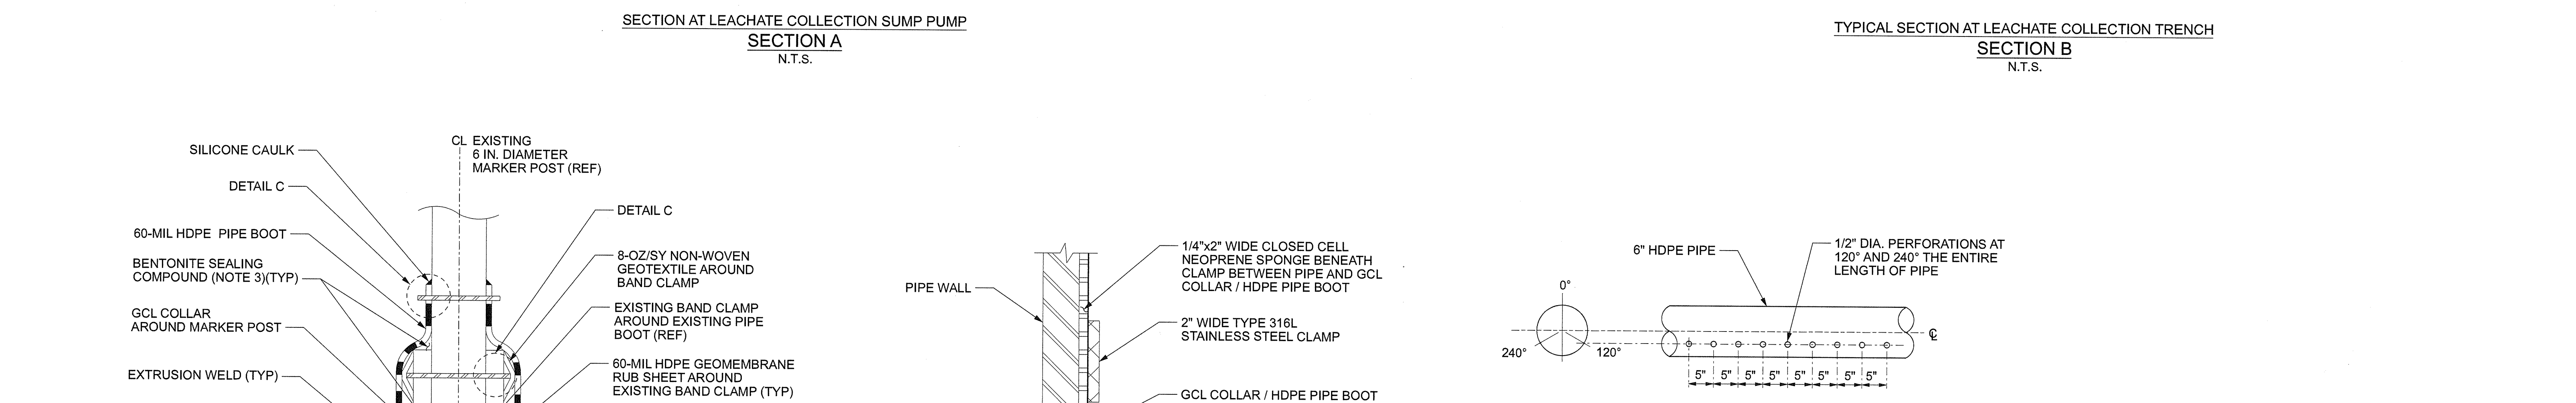 SECTION AT LEACHATE COLLECTION SUMP PUMP
SECTION A
N.T.S.
TYPICAL SECTION AT LEACHATE COLLECTION TRENCH
SECTION B
N.T.S.
SILICONE CAULK
DETAIL C
60-MIL HDPE PIPE BOOT
BENTONITE SEALING
COMPOUND (NOTE 3)(TYP)
GCL COLLAR
AROUND MARKER POST
EXTRUSION WELD (TYP)
CL EXISTING
6 IN. DIAMETER
MARKER POST (REF)
DETAIL C
8-OZ/SY NON-WOVEN
GEOTEXTILE AROUND
BAND CLAMP
EXISTING BAND CLAMP
AROUND EXISTING PIPE
BOOT (REF)
60-MIL HDPE GEOMEMBRANE
RUB SHEET AROUND
EXISTING BAND CLAMP (TYP)
PIPE WALL
1/4"x2" WIDE CLOSED CELL
NEOPRENE SPONGE BENEATH
CLAMP BETWEEN PIPE AND GCL
COLLAR / HDPE PIPE BOOT
2" WIDE TYPE 316L
STAINLESS STEEL CLAMP
GCL COLLAR / HDPE PIPE BOOT
6" HDPE PIPE
1/2" DIA. PERFORATIONS AT
120° AND 240° THE ENTIRE
LENGTH OF PIPE
0°
240°
120°
℄
5" 5" 5" 5" 5" 5" 5" 5"